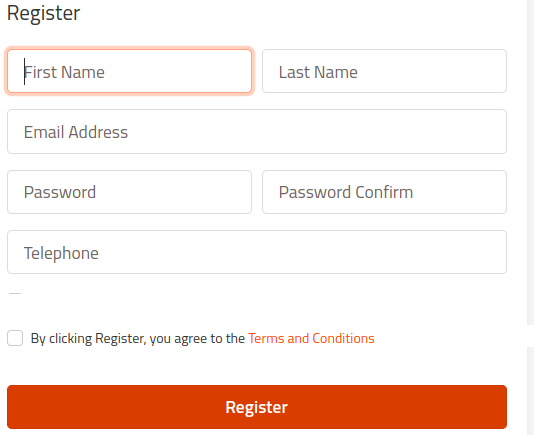 Register
First Name
Last Name
Email Address
Password
Password Confirm
Telephone
By clicking Register, you agree to the Terms and Conditions
Register